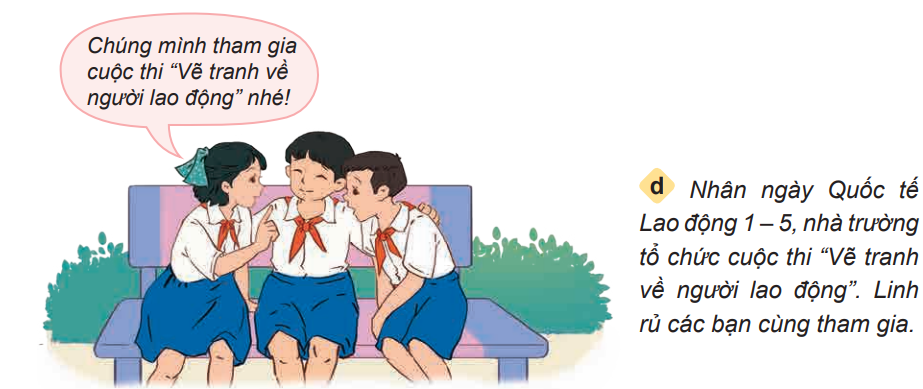 Chúng mình tham gia
cuộc thi “Vẽ tranh về
người lao động” nhé!
d Nhân ngày Quốc tế
Lao động 1 – 5, nhà trường
tổ chức cuộc thi “Vẽ tranh
về người lao động”. Linh
rủ các bạn cùng tham gia.